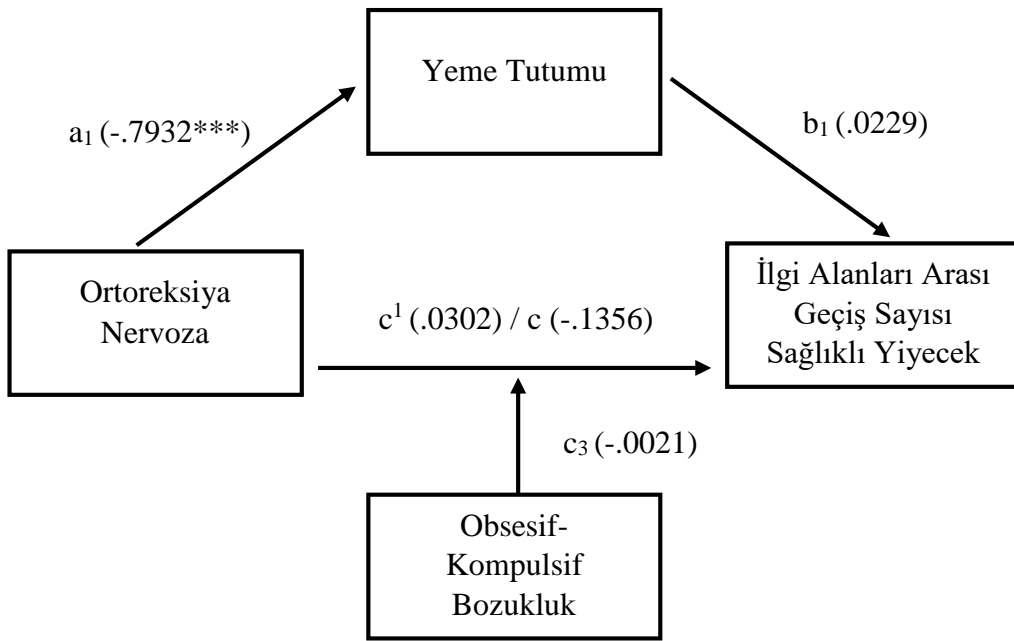 Yeme Tutumu
a₁ (-.7932***)
b₁ (.0229)
Ortoreksiya
Nervoza
c¹ (.0302) / c (-.1356)
İlgi Alanları Arası
Geçiş Sayısı
Sağlıklı Yiyecek
c₃ (-.0021)
Obsesif-
Kompulsif
Bozukluk